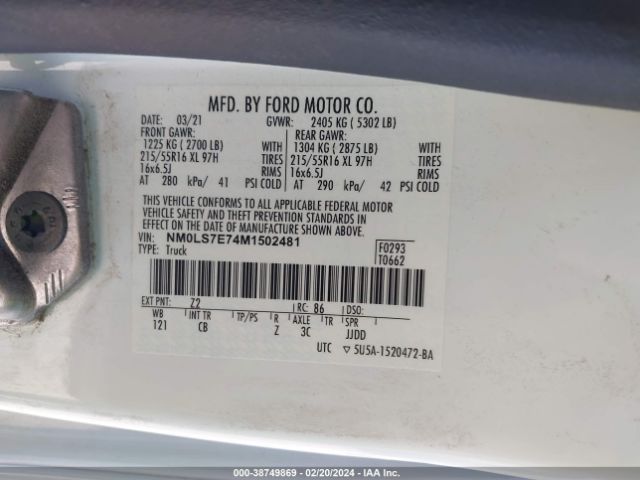 MFD. BY FORD MOTOR CO.
DATE: 03/21 GVWR: 2405 KG ( 5302 LB)
FRONT GAWR: REAR GAWR:
1225 KG ( 2700 LB) WITH 1304 KG ( 2875 LB) WITH
215/55R16 XL 97H TIRES 215/55R16 XL 97H TIRES
16x6.5J RIMS 16x6.5J RIMS
AT 280 kPa/ 41 PSI COLD AT 290 kPa/ 42 PSI COLD
THIS VEHICLE CONFORMS TO ALL APPLICABLE FEDERAL MOTOR
VEHICLE SAFETY AND THEFT PREVENTION STANDARDS IN
EFFECT ON THE DATE OF MANUFACTURE SHOWN ABOVE.
VIN: NM0LS7E74M1502481 F0293
TYPE: Truck T0662
EXT PNT: Z2 RC: 86 DSO:
WB INT TR TP/PS R AXLE TR SPR
121 CB Z 3C JJDD
UTC ▽ 5U5A-1520472-BA
000-38749869 - 02/20/2024 - IAA Inc.